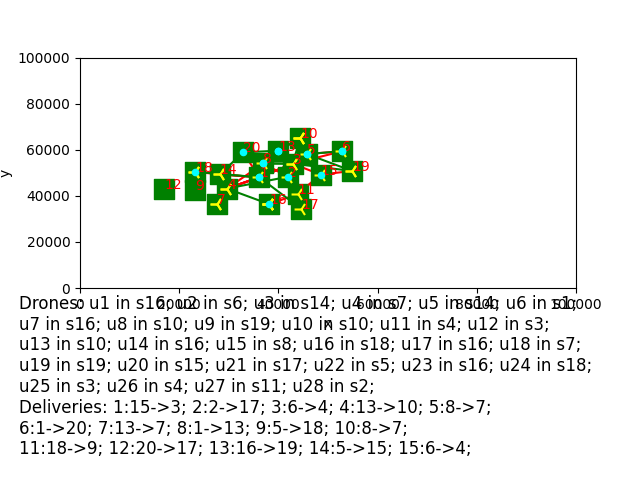 100000
80000
60000
40000
20000
0
y
x
Drones: u1 in s16; u2 in s6; u3 in s14; u4 in s7; u5 in s14; u6 in s1;
u7 in s16; u8 in s10; u9 in s19; u10 in s10; u11 in s4; u12 in s3;
u13 in s10; u14 in s16; u15 in s8; u16 in s18; u17 in s16; u18 in s7;
u19 in s19; u20 in s15; u21 in s17; u22 in s5; u23 in s16; u24 in s18;
u25 in s3; u26 in s4; u27 in s11; u28 in s2;
Deliveries: 1:15->3; 2:2->17; 3:6->4; 4:13->10; 5:8->7;
6:1->20; 7:13->7; 8:1->13; 9:5->18; 10:8->7;
11:18->9; 12:20->17; 13:16->19; 14:5->15; 15:6->4;